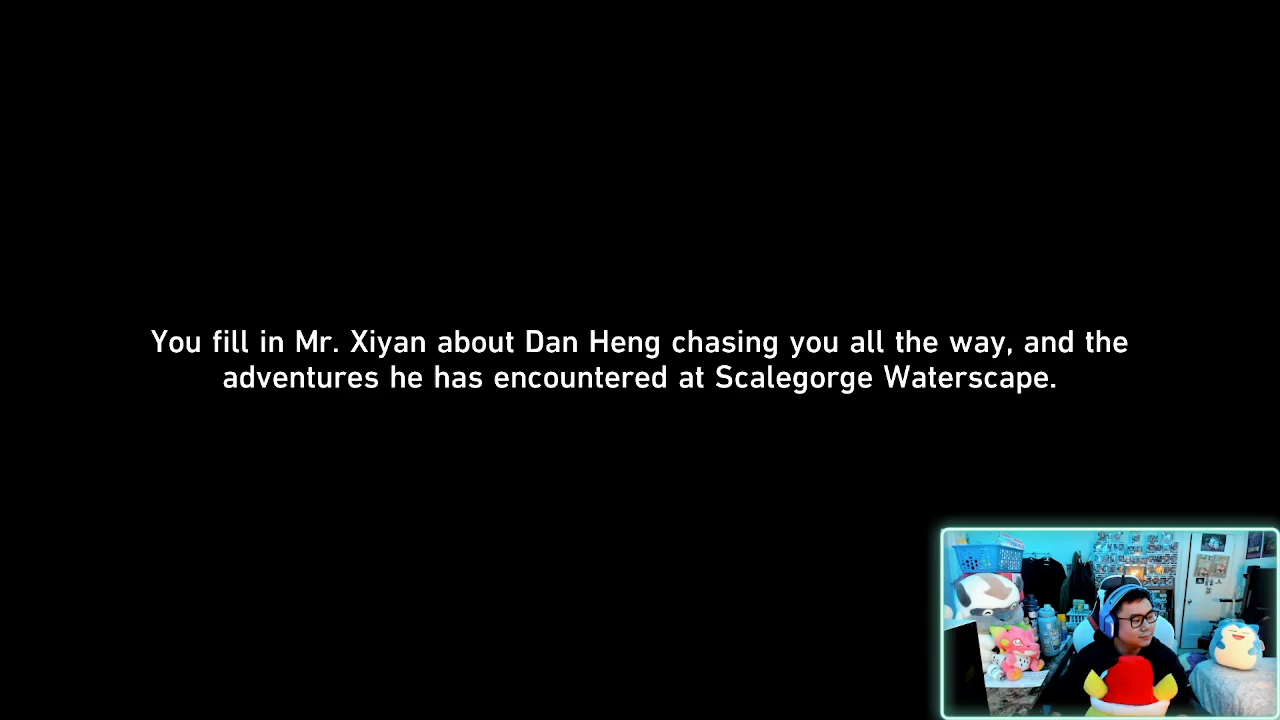 You fill in Mr. Xiyan about Dan Heng chasing you all the way, and the
adventures he has encountered at Scalegorge Waterscape.